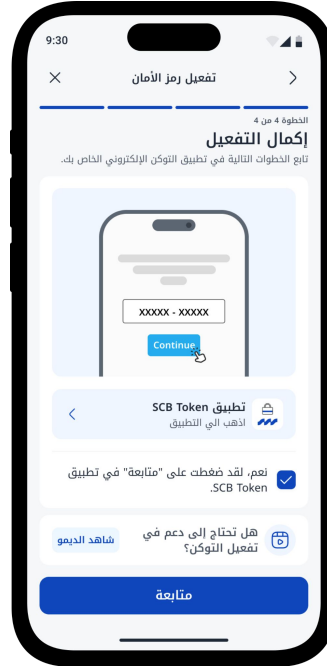 9:30
تفعيل رمز الأمان
الخطوة 4 من 4
إكمال التفعيل
تابع الخطوات التالية في تطبيق التوكن الإلكتروني الخاص بك.
XXXXX - XXXXX
Continue
تطبيق SCB Token
اذهب الي التطبيق
نعم، لقد ضغطت على "متابعة" في تطبيق
SCB Token.
هل تحتاج إلى دعم في
تفعيل التوكن؟
شاهد الديمو
متابعة